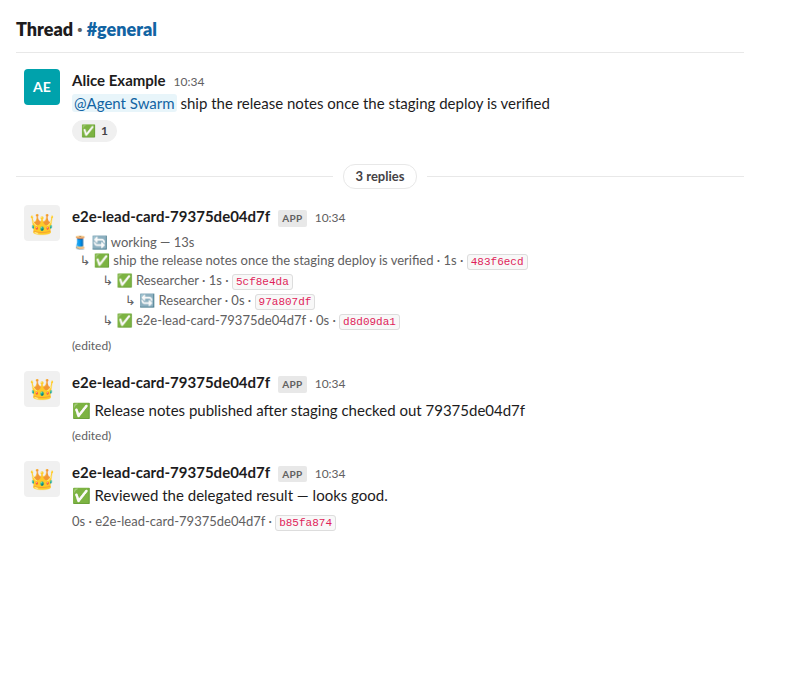 Thread • #general
AE
Alice Example 10:34
@Agent Swarm ship the release notes once the staging deploy is verified
✅ 1
3 replies
👑 e2e-lead-card-79375de04d7f APP 10:34
🧵 🔄 working — 13s
↳ ✅ ship the release notes once the staging deploy is verified · 1s · 483f6ecd
↳ ✅ Researcher · 1s · 5cf8e4da
↳ 🔄 Researcher · 0s · 97a807df
↳ ✅ e2e-lead-card-79375de04d7f · 0s · d8d09da1
(edited)
👑 e2e-lead-card-79375de04d7f APP 10:34
✅ Release notes published after staging checked out 79375de04d7f
(edited)
👑 e2e-lead-card-79375de04d7f APP 10:34
✅ Reviewed the delegated result — looks good.
0s · e2e-lead-card-79375de04d7f · b85fa874